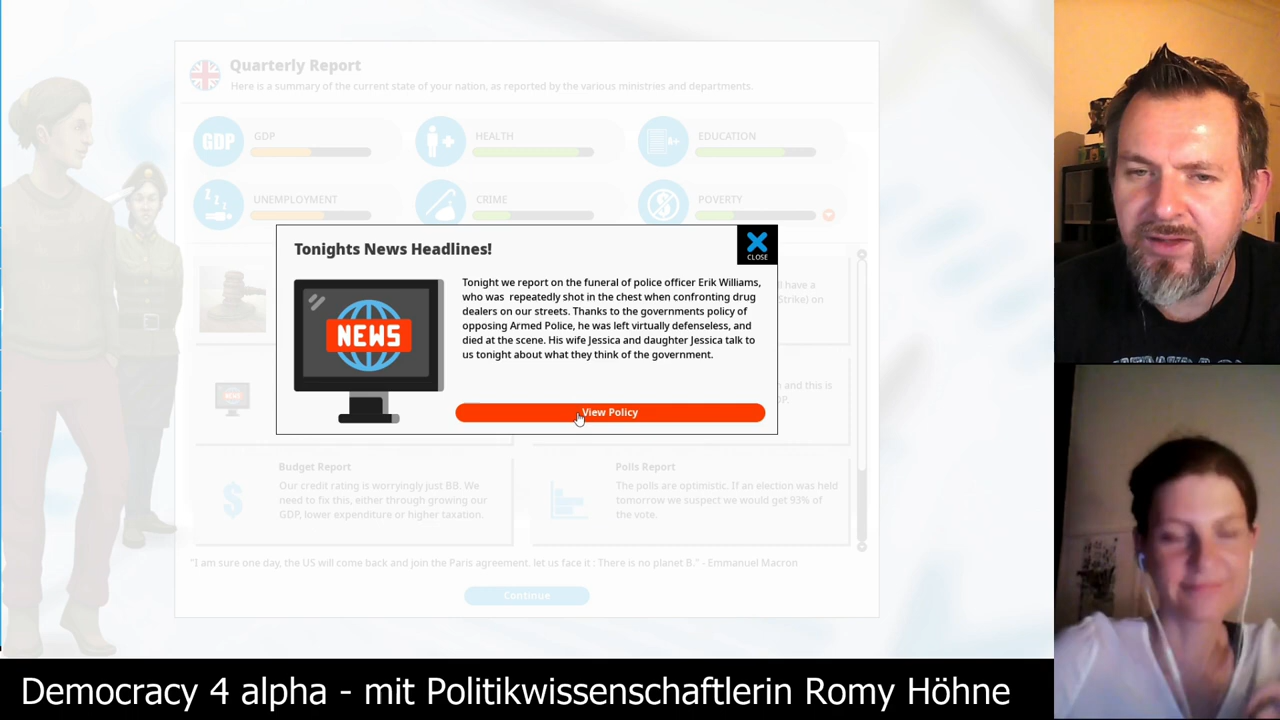 Quarterly Report
Here is a summary of the current state of your nation, as reported by the various ministries and departments.
GDP
GDP
HEALTH
EDUCATION
A+
UNEMPLOYMENT
CRIME
POVERTY
Tonights News Headlines!
CLOSE
NEWS
Tonight we report on the funeral of police officer Erik Williams,
who was repeatedly shot in the chest when confronting drug
dealers on our streets. Thanks to the governments policy of
opposing Armed Police, he was left virtually defenseless, and
died at the scene. His wife Jessica and daughter Jessica talk to
us tonight about what they think of the government.
View Policy
have a
Strike) on
and this is
Budget Report
Our credit rating is worryingly just BB. We
need to fix this, either through growing our
GDP, lower expenditure or higher taxation.
Polls Report
The polls are optimistic. If an election was held
tomorrow we suspect we would get 93% of
the vote.
"I am sure one day, the US will come back and join the Paris agreement. let us face it : There is no planet B." - Emmanuel Macron
Continue
Democracy 4 alpha - mit Politikwissenschaftlerin Romy Höhne